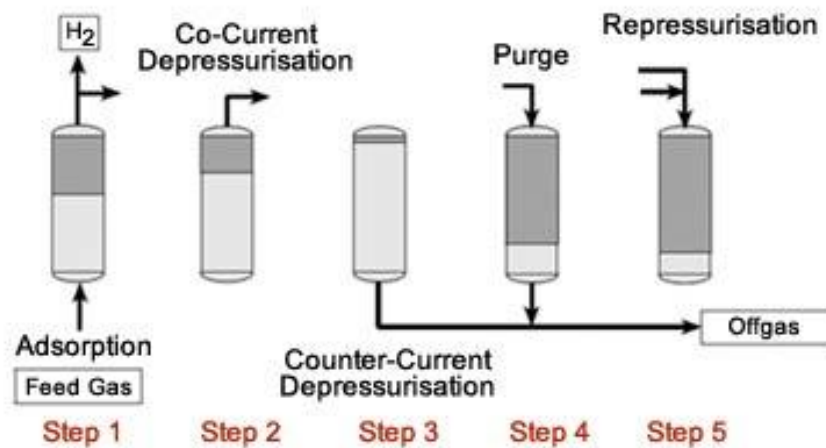 H2
Co-Current
Depressurisation
Purge
Repressurisation
Adsorption
Feed Gas
Counter-Current
Depressurisation
Offgas
Step 1
Step 2
Step 3
Step 4
Step 5